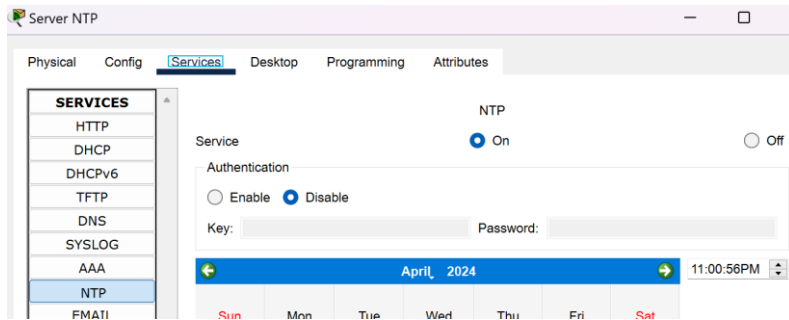 Server NTP
Physical Config Services Desktop Programming Attributes
SERVICES
HTTP
DHCP
DHCPv6
TFTP
DNS
SYSLOG
AAA
NTP
EMAIL
NTP
Service On Off
Authentication
Enable Disable
Key: Password:
April, 2024 11:00:56PM
Sun Mon Tue Wed Thu Fri Sat